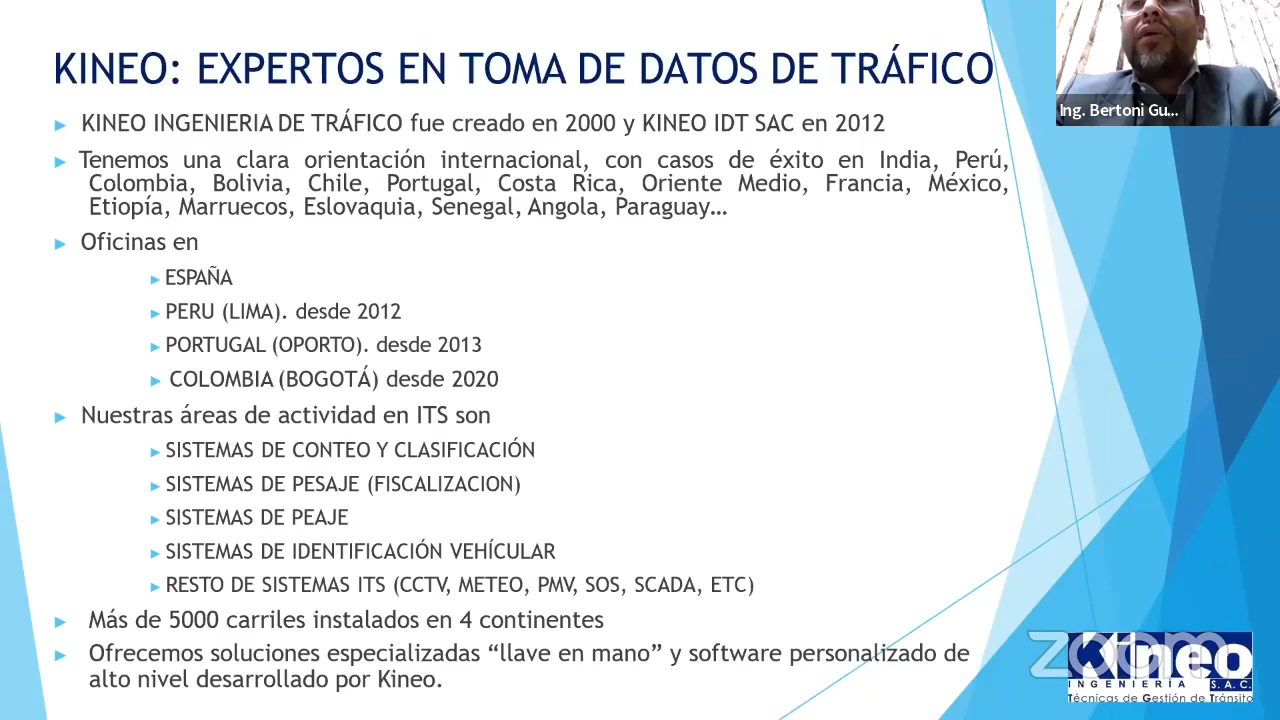 KINEO: EXPERTOS EN TOMA DE DATOS DE TRÁFICO
Ing. Bertoni Gu...
KINEO INGENIERIA DE TRÁFICO fue creado en 2000 y KINEO IDT SAC en 2012
Tenemos una clara orientación internacional, con casos de éxito en India, Perú,
Colombia, Bolivia, Chile, Portugal, Costa Rica, Oriente Medio, Francia, México,
Etiopía, Marruecos, Eslovaquia, Senegal, Angola, Paraguay…
Oficinas en
ESPAÑA
PERU (LIMA). desde 2012
PORTUGAL (OPORTO). desde 2013
COLOMBIA (BOGOTÁ) desde 2020
Nuestras áreas de actividad en ITS son
SISTEMAS DE CONTEO Y CLASIFICACIÓN
SISTEMAS DE PESAJE (FISCALIZACION)
SISTEMAS DE PEAJE
SISTEMAS DE IDENTIFICACIÓN VEHÍCULAR
RESTO DE SISTEMAS ITS (CCTV, METEO, PMV, SOS, SCADA, ETC)
Más de 5000 carriles instalados en 4 continentes
Ofrecemos soluciones especializadas “llave en mano” y software personalizado de
alto nivel desarrollado por Kineo.
zoom
Kineo
INGENIERIA S.A.C.
Técnicas de Gestión de Tránsito